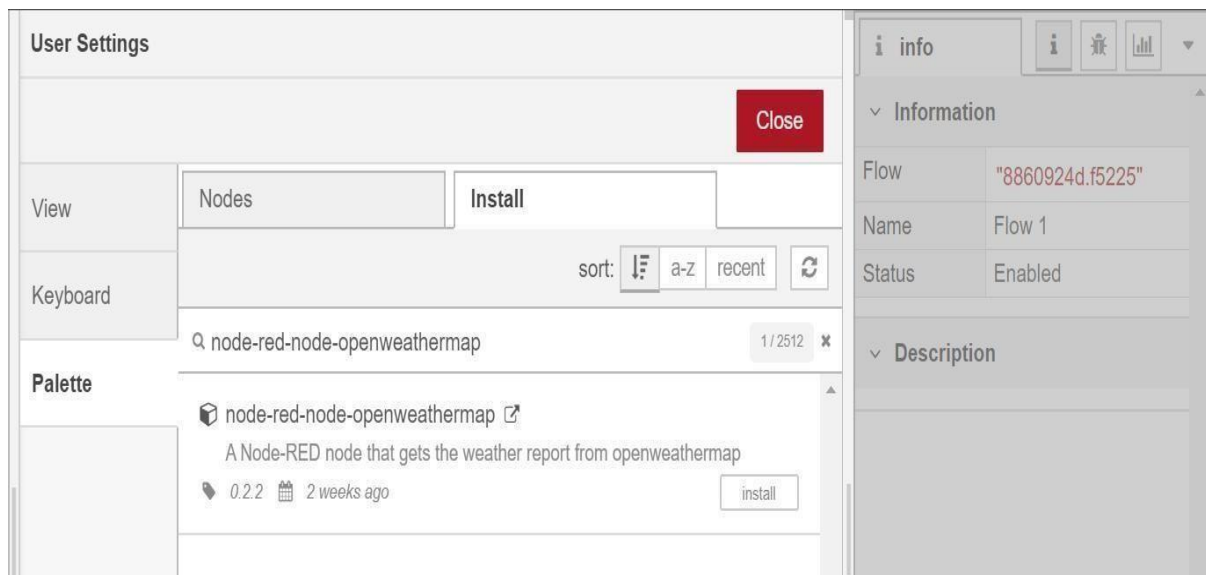 User Settings
Close
View
Keyboard
Palette
Nodes
Install
sort:
a-z
recent
node-red-node-openweathermap
1 / 2512
node-red-node-openweathermap
A Node-RED node that gets the weather report from openweathermap
0.2.2
2 weeks ago
install
i info
i
Information
Flow "8860924d.f5225"
Name Flow 1
Status Enabled
Description